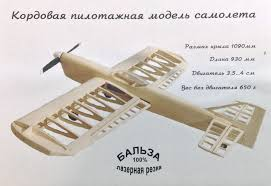 Кордовая пилотажная модель самолета
Размах крыла 1090мм
Длина 930 мм
Двигатель 3,5...4 см
Вес без двигателя 650 г
БАЛЬЗА
100%
лазерная резка